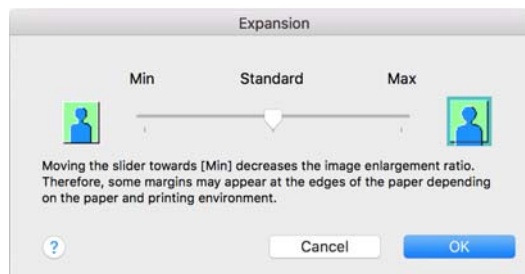 Expansion
Min Standard Max
Moving the slider towards [Min] decreases the image enlargement ratio.
Therefore, some margins may appear at the edges of the paper depending
on the paper and printing environment.
? Cancel OK